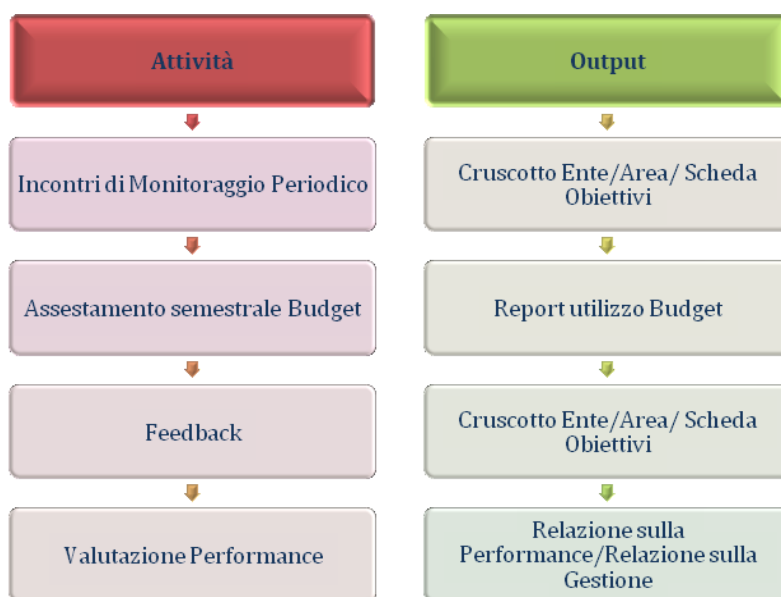 Attività
Incontri di Monitoraggio Periodico
Assestamento semestrale Budget
Feedback
Valutazione Performance
Output
Cruscotto Ente/Area/ Scheda
Obiettivi
Report utilizzo Budget
Cruscotto Ente/Area/ Scheda
Obiettivi
Relazione sulla
Performance/Relazione sulla
Gestione